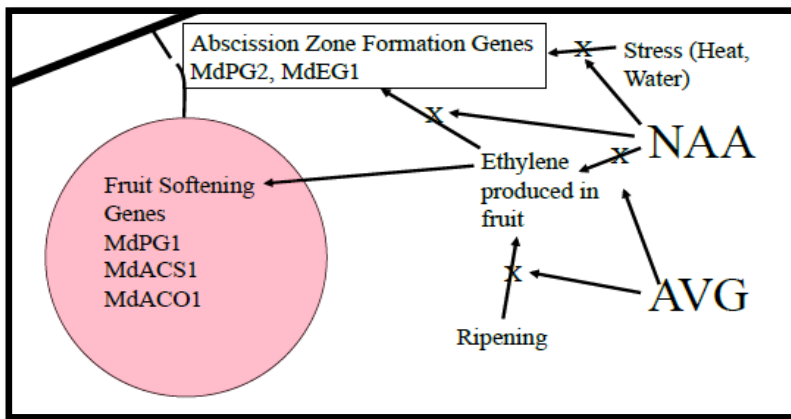 Abscission Zone Formation Genes
MdPG2, MdEG1
X
Stress (Heat,
Water)
X
NAA
X
Ethylene
produced in
fruit
Fruit Softening
Genes
MdPG1
MdACS1
MdACO1
X
AVG
Ripening